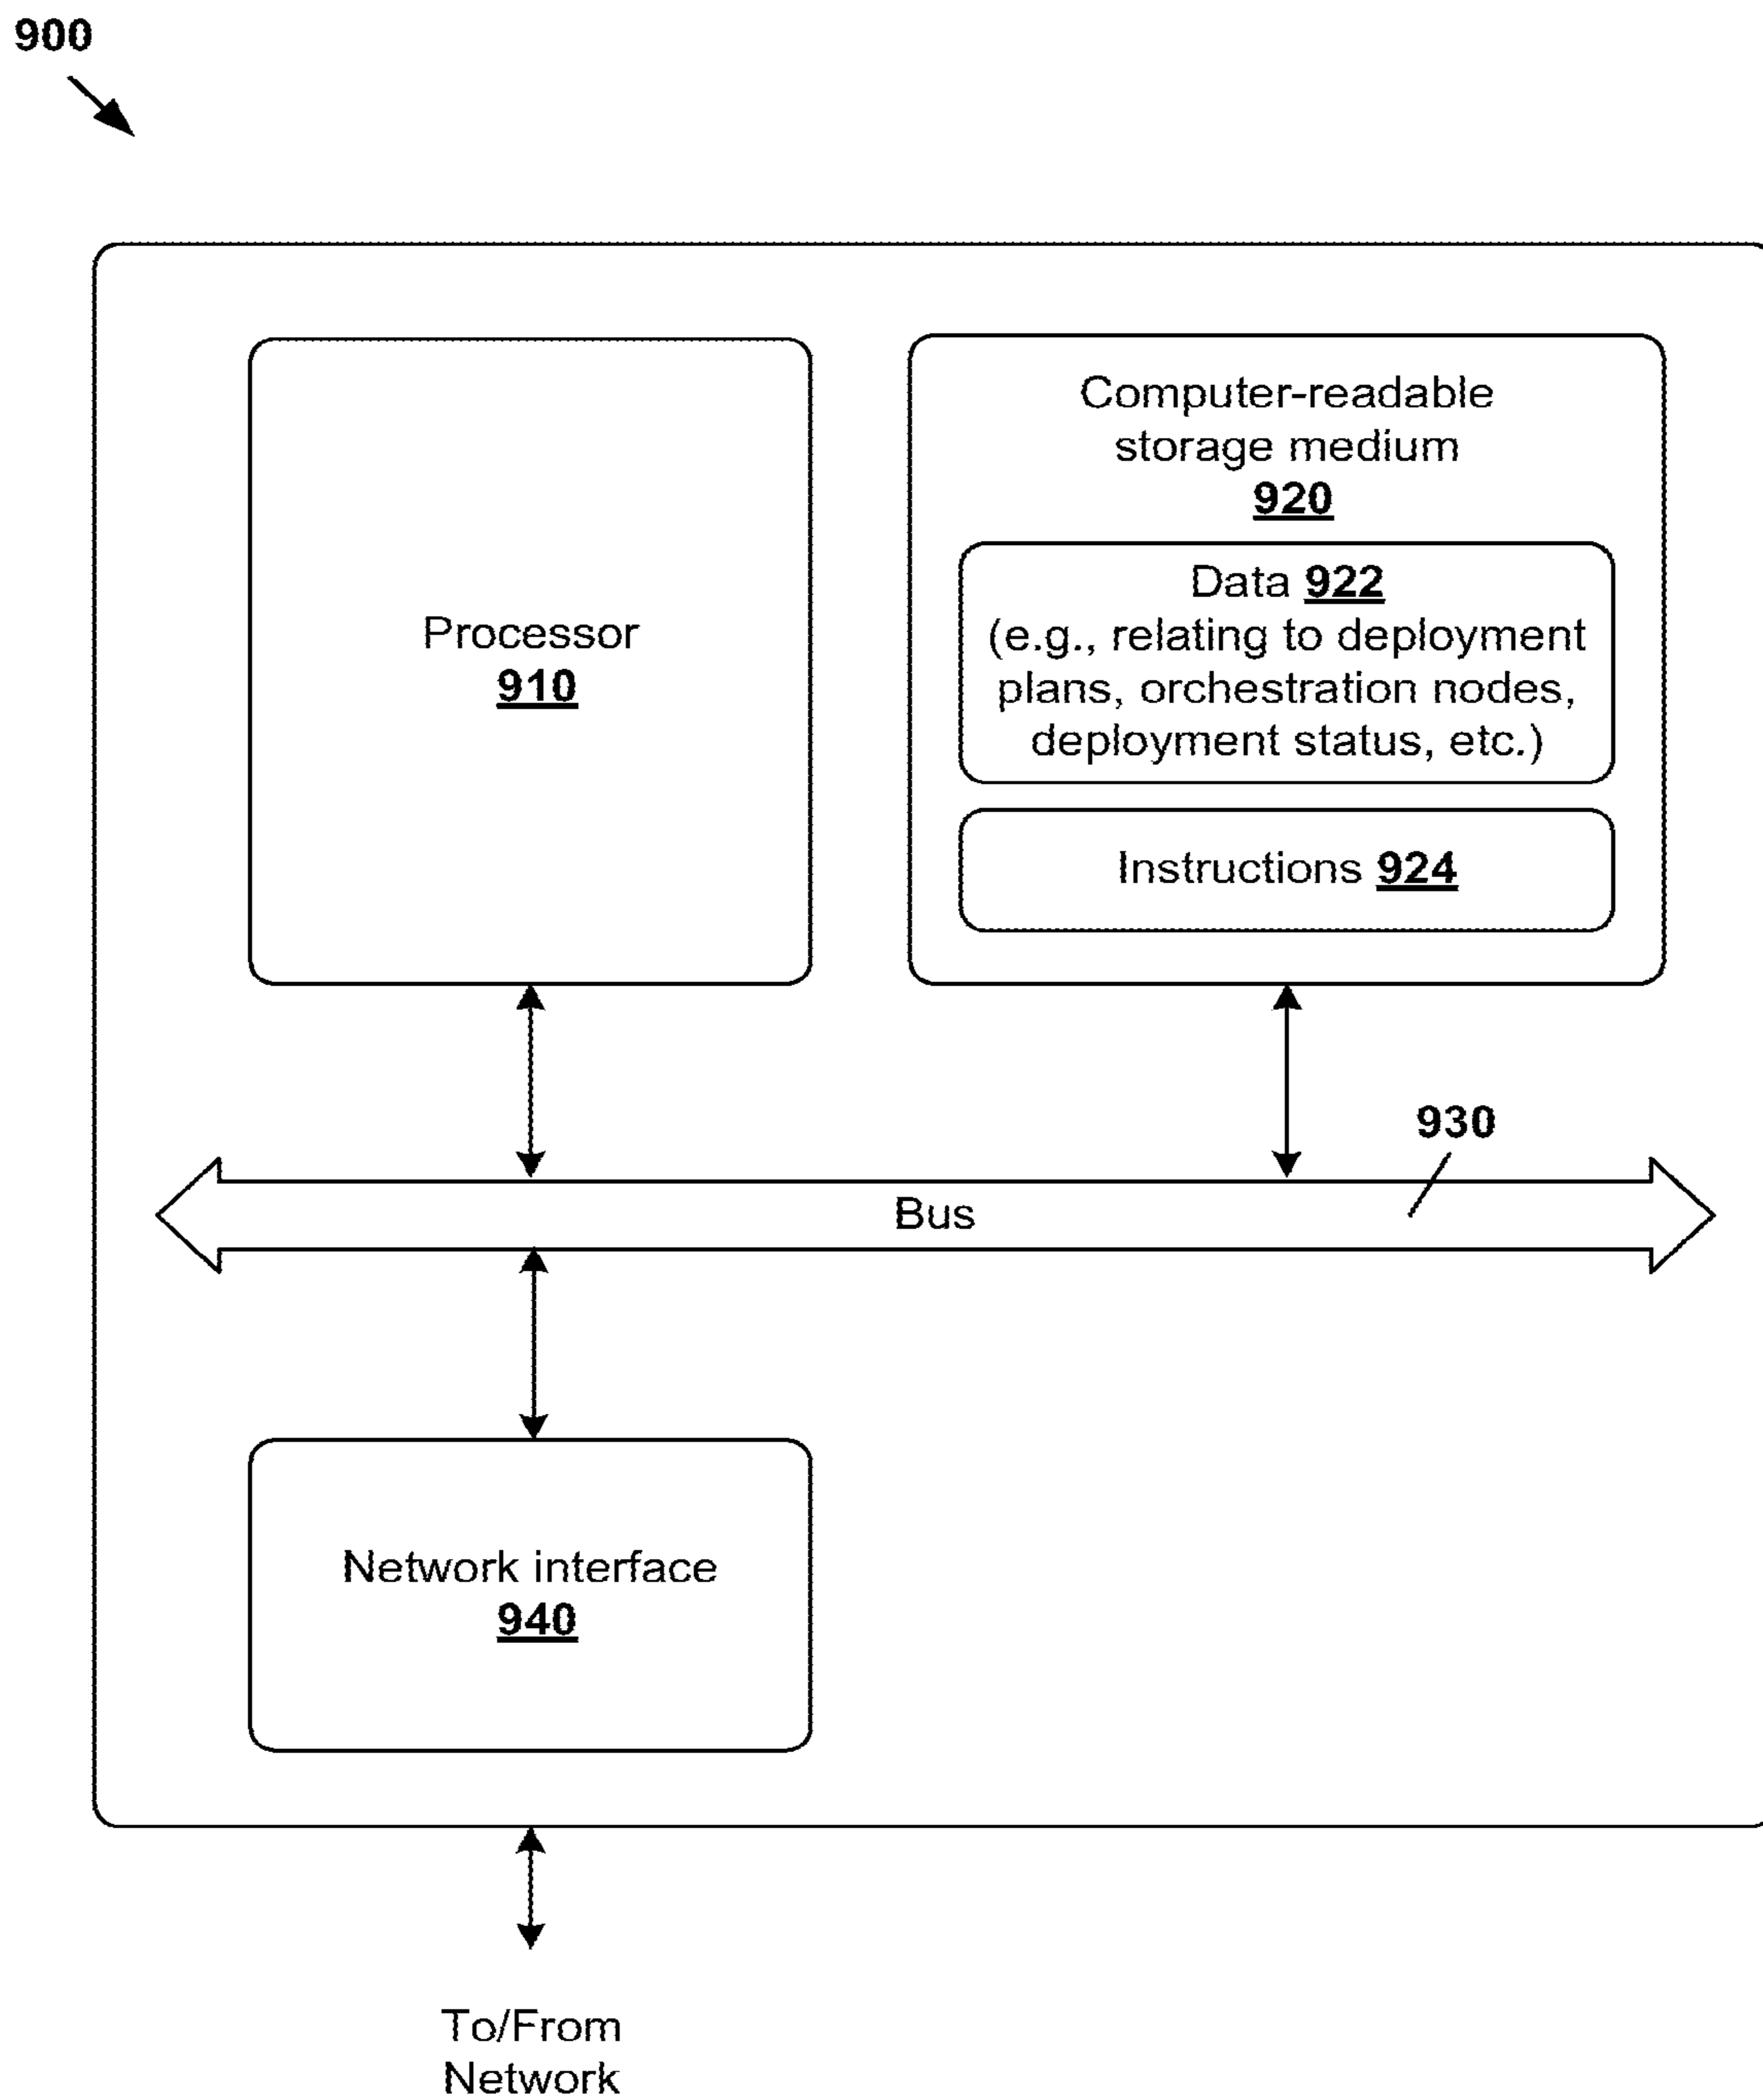 900
Processor
910
Computer-readable
storage medium
920
Data 922
(e.g., relating to deployment
plans, orchestration nodes,
deployment status, etc.)
Instructions 924
930
Bus
Network interface
940
To/From
Network